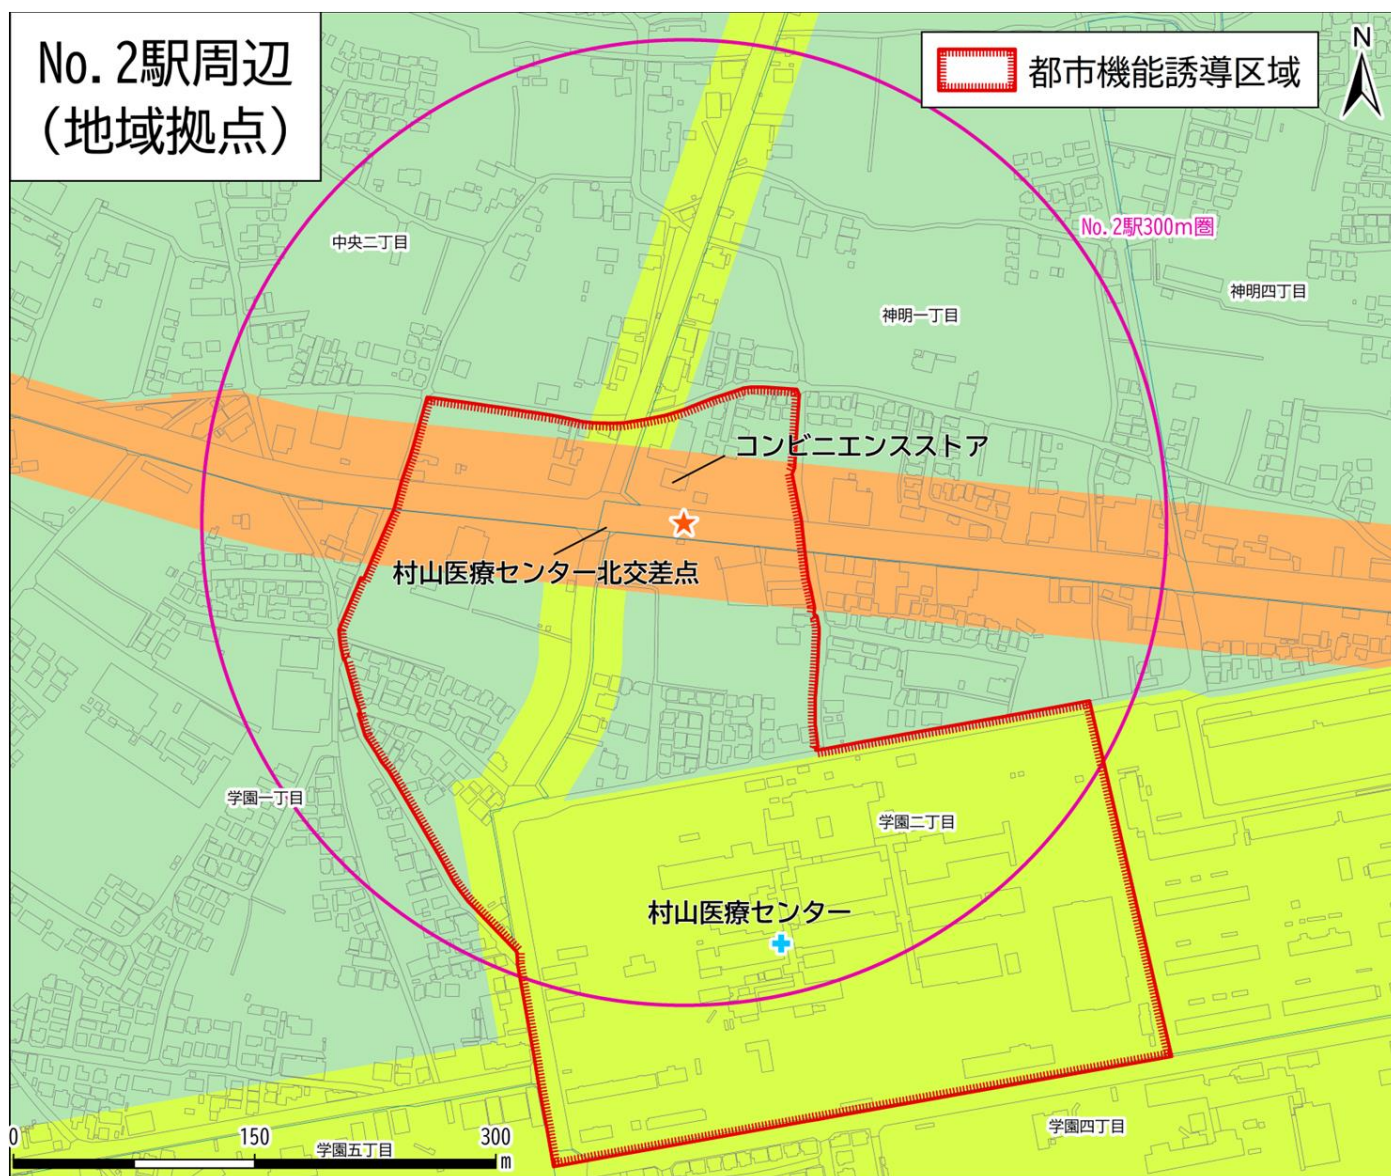 No.2駅周辺
(地域拠点)
都市機能誘導区域
N
No.2駅300m圏
中央二丁目
神明四丁目
神明一丁目
コンビニエンスストア
村山医療センター北交差点
学園一丁目
学園二丁目
村山医療センター
学園四丁目
0 150 300
m
学園五丁目